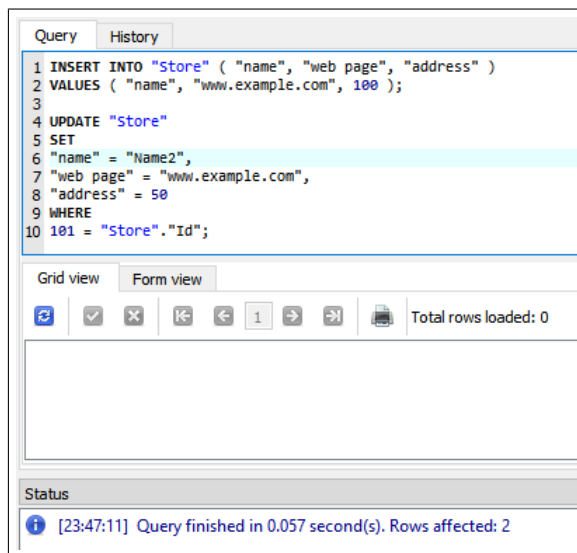 Query History
1 INSERT INTO "Store" ( "name", "web page", "address" )
2 VALUES ( "name", "www.example.com", 100 );
3
4 UPDATE "Store"
5 SET
6 "name" = "Name2",
7 "web page" = "www.example.com",
8 "address" = 50
9 WHERE
10 101 = "Store"."Id";
Grid view Form view
1 Total rows loaded: 0
Status
[23:47:11] Query finished in 0.057 second(s). Rows affected: 2